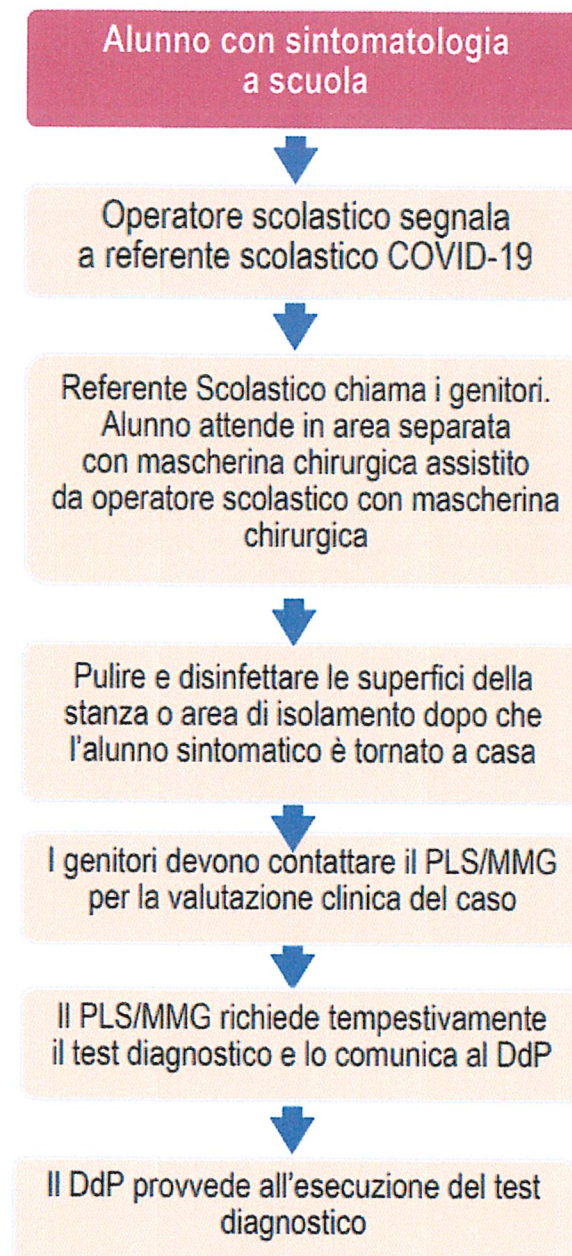 Alunno con sintomatologia
a scuola
Operatore scolastico segnala
a referente scolastico COVID-19
Referente Scolastico chiama i genitori.
Alunno attende in area separata
con mascherina chirurgica assistito
da operatore scolastico con mascherina
chirurgica
Pulire e disinfettare le superfici della
stanza o area di isolamento dopo che
l'alunno sintomatico è tornato a casa
I genitori devono contattare il PLS/MMG
per la valutazione clinica del caso
Il PLS/MMG richiede tempestivamente
il test diagnostico e lo comunica al DdP
Il DdP provvede all'esecuzione del test
diagnostico